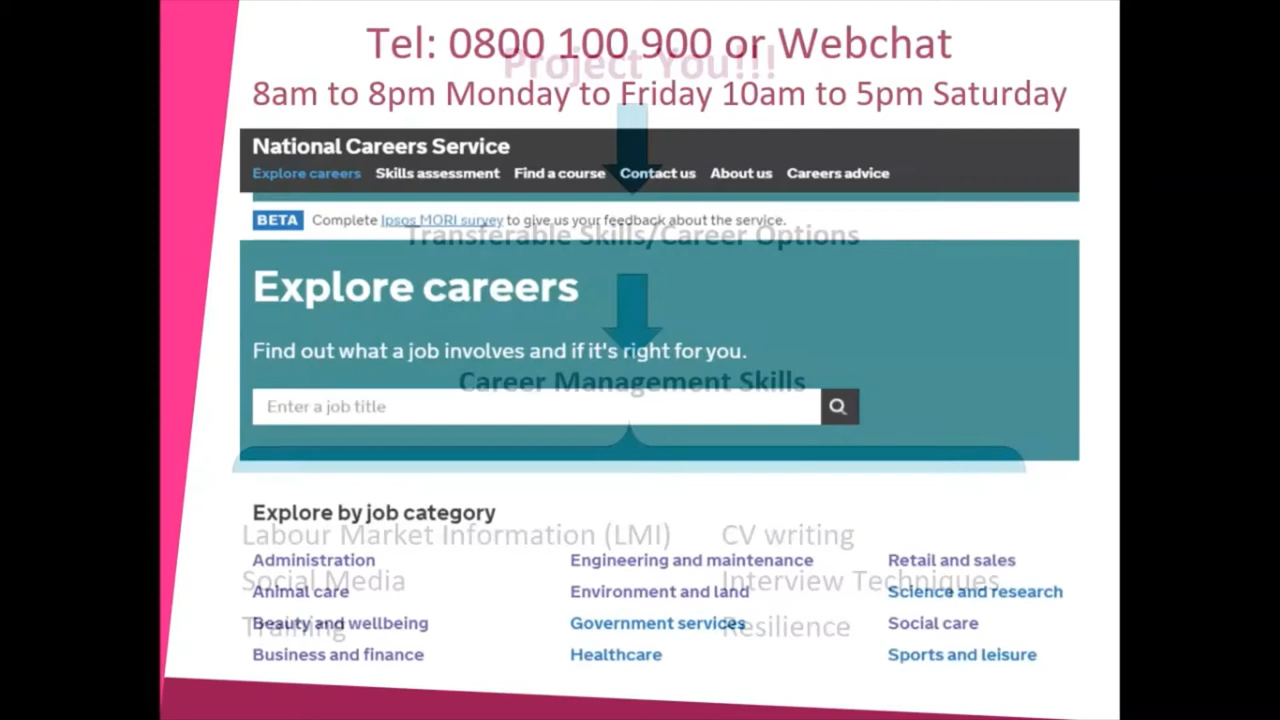 Tel: 0800 100 900 or Webchat
Project You!!!
8am to 8pm Monday to Friday 10am to 5pm Saturday
National Careers Service
Explore careers Skills assessment Find a course Contact us About us Careers advice
BETA Complete Ipsos MORI survey to give us your feedback about the service.
Transferable Skills/Career Options
Explore careers
Find out what a job involves and if it's right for you.
Career Management Skills
Enter a job title
Explore by job category
Labour Market Information (LMI) CV writing
Administration Engineering and maintenance Retail and sales
Social Media Interview Techniques
Animal care Environment and land Science and research
Beauty and wellbeing Government services Social care
Training Resilience
Business and finance Healthcare Sports and leisure